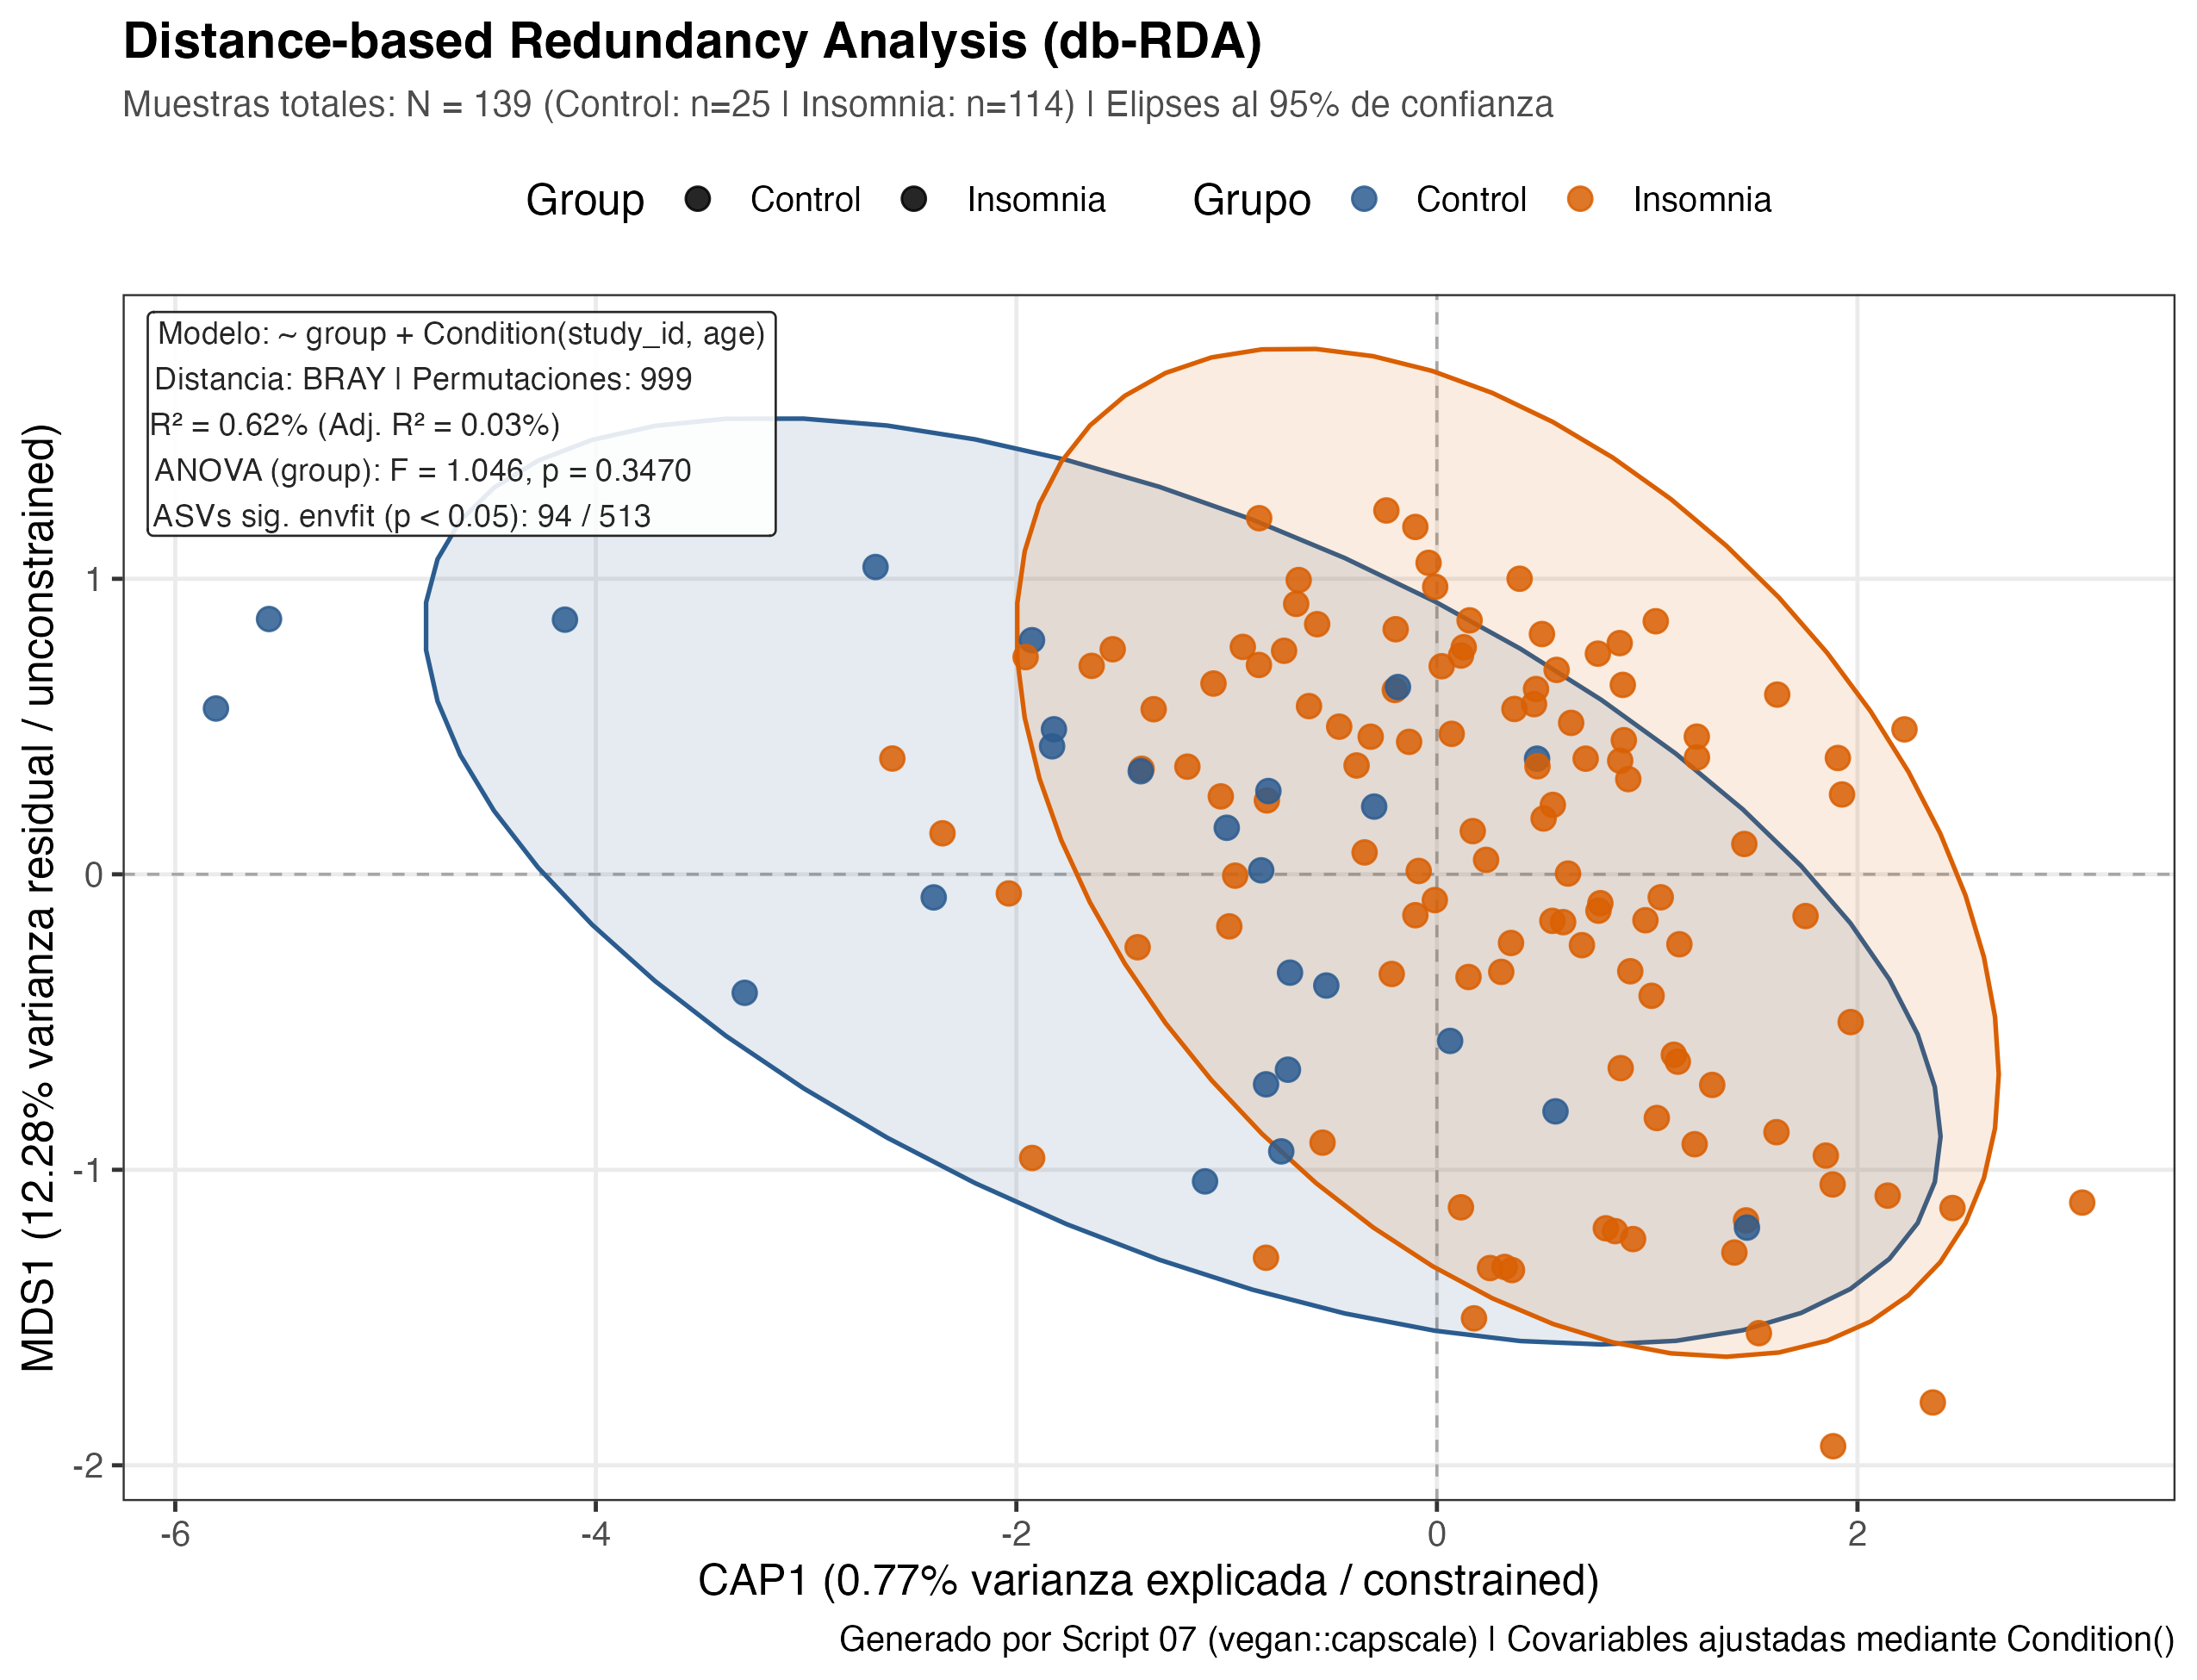 Distance-based Redundancy Analysis (db-RDA)
Muestras totales: N = 139 (Control: n=25 | Insomnia: n=114) | Elipses al 95% de confianza
Group Control Insomnia Grupo Control Insomnia
Modelo: ~ group + Condition(study_id, age)
Distancia: BRAY | Permutaciones: 999
R² = 0.62% (Adj. R² = 0.03%)
ANOVA (group): F = 1.046, p = 0.3470
ASVs sig. envfit (p < 0.05): 94 / 513
MDS1 (12.28% varianza residual / unconstrained)
1
0
-1
-2
-6 -4 -2 0 2
CAP1 (0.77% varianza explicada / constrained)
Generado por Script 07 (vegan::capscale) | Covariables ajustadas mediante Condition()